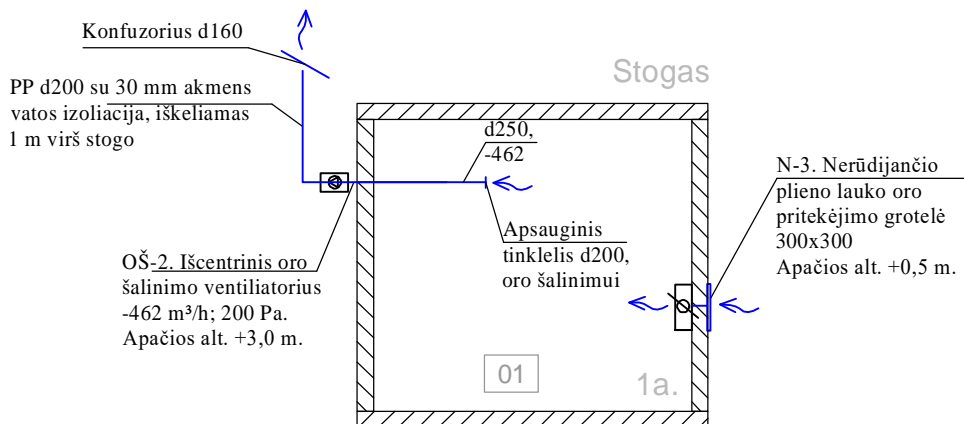 Konfuzorius d160
PP d200 su 30 mm akmens
vatos izoliacija, iškeliamas
1 m virš stogo
Stogas
d250,
-462
N-3. Nerūdijančio
plieno lauko oro
pritekėjimo grotelė
300x300
Apačios alt. +0,5 m.
Apsauginis
tinklelis d200,
oro šalinimui
OŠ-2. Išcentrinis oro
šalinimo ventiliatorius
-462 m³/h; 200 Pa.
Apačios alt. +3,0 m.
01
1a.